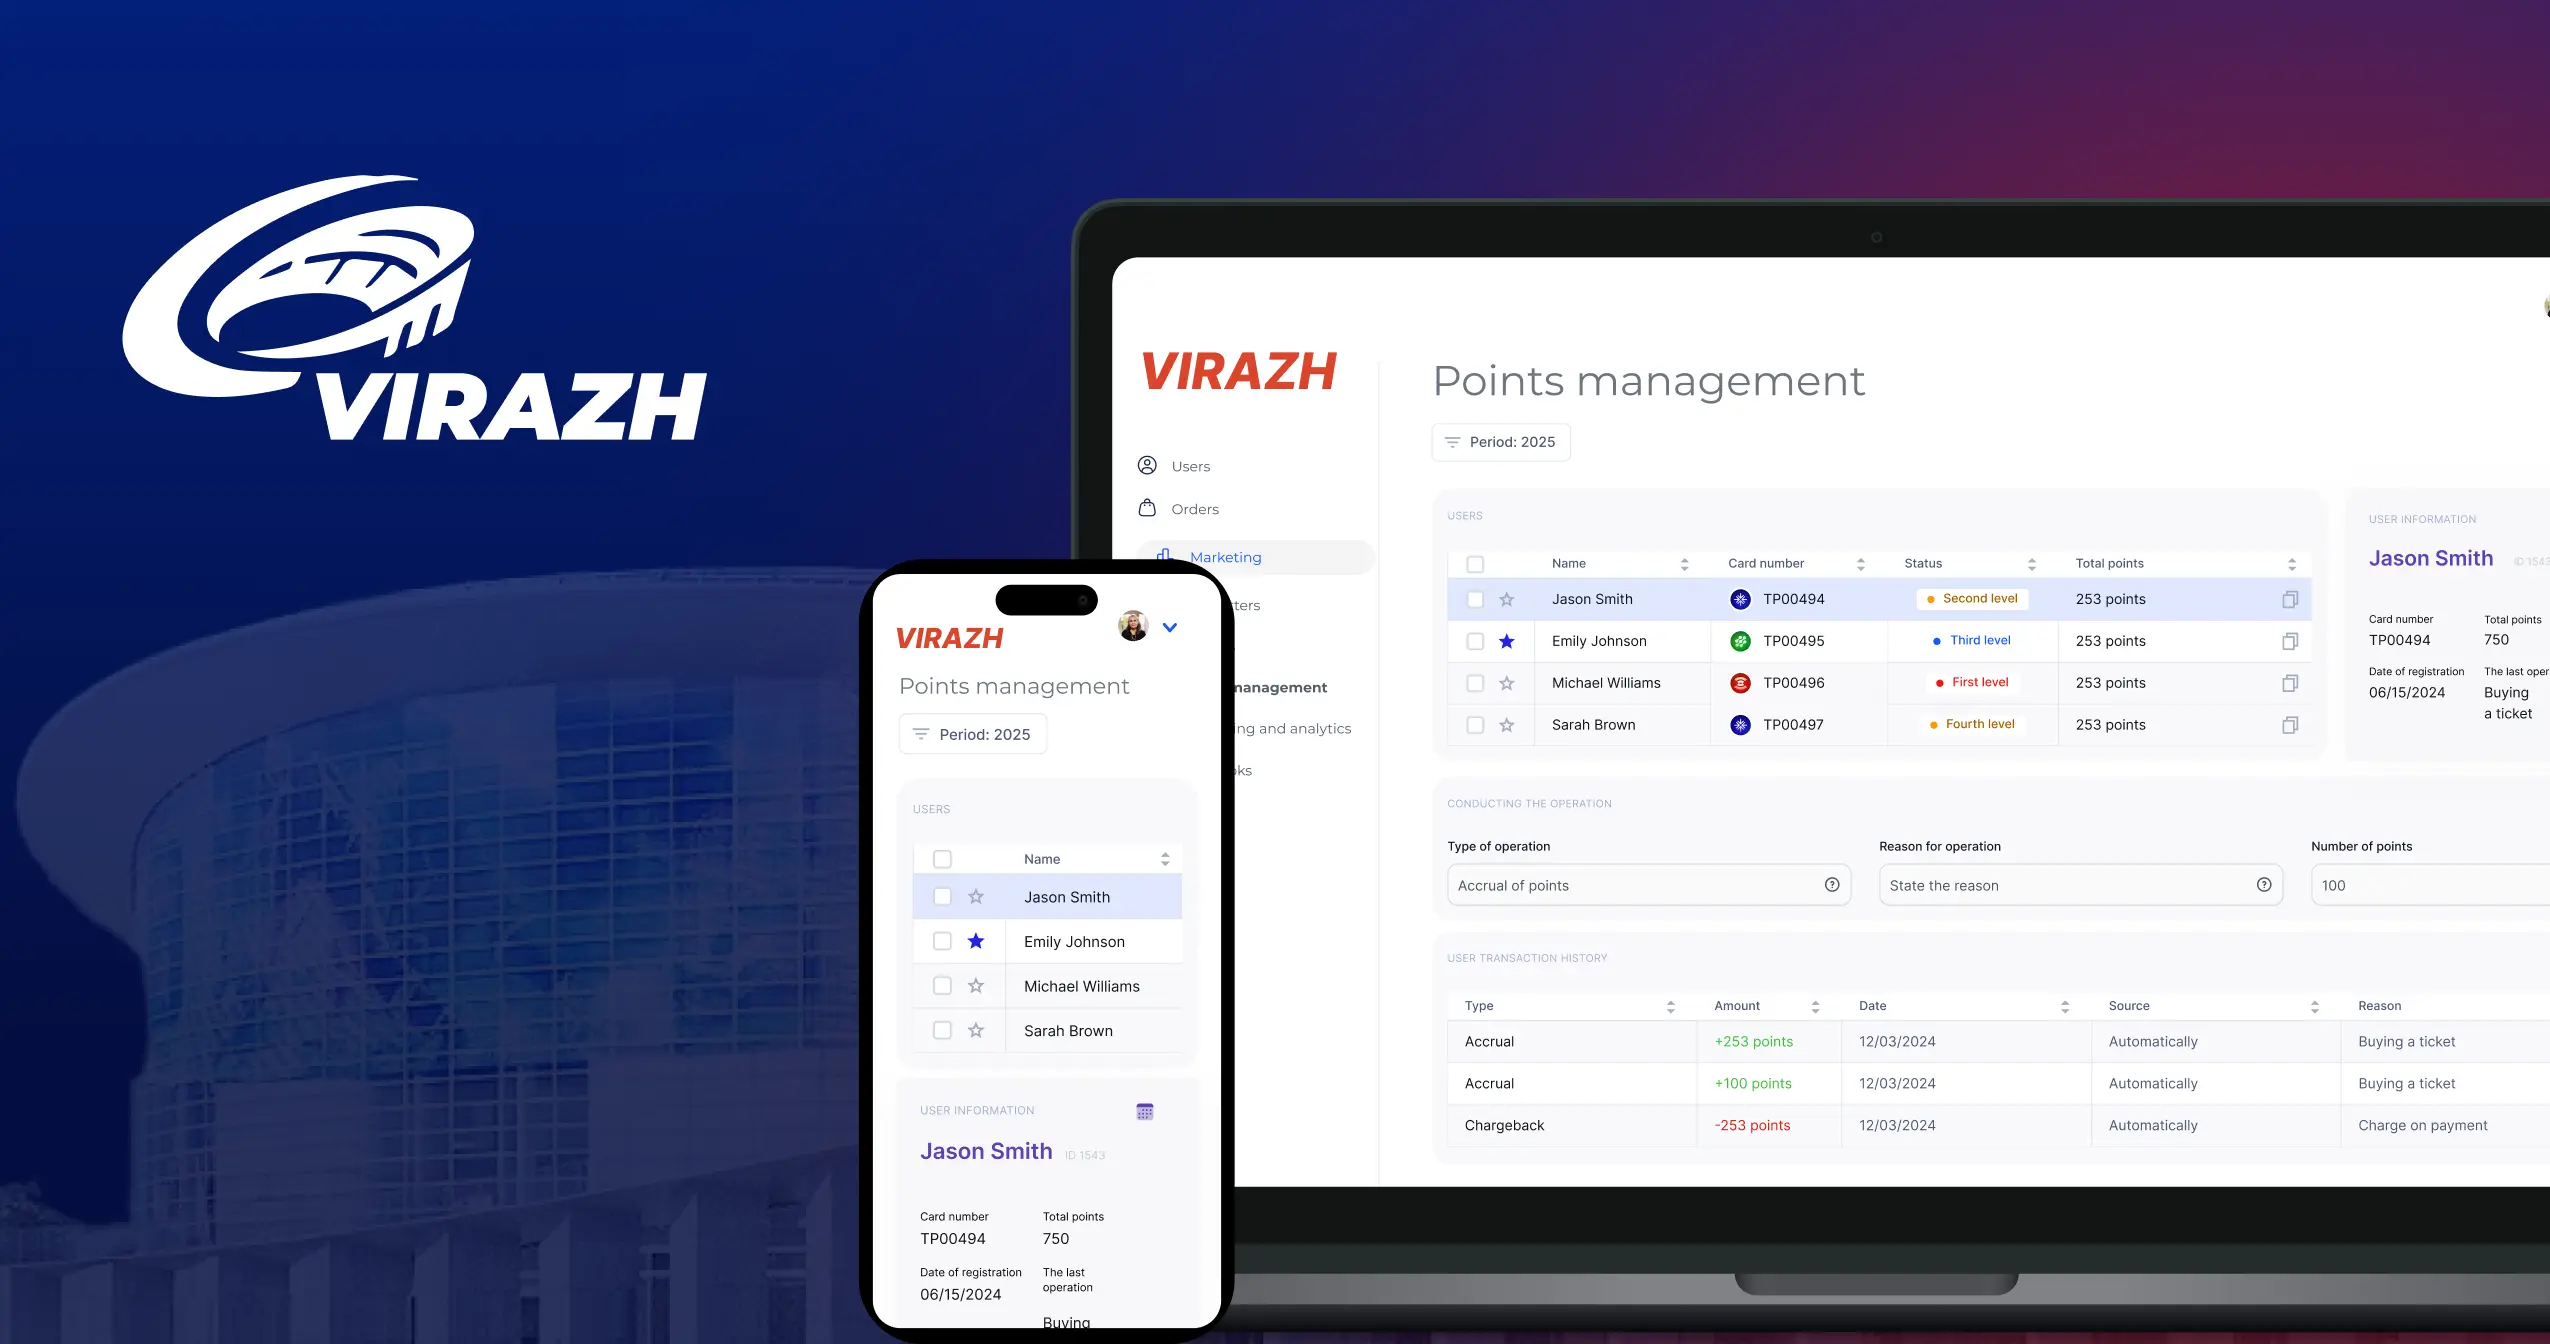 VIRAZH
VIRAZH
Users
Orders
Marketing
management
and analytics
Points management
Period: 2025
USERS
Name Card number Status Total points
Jason Smith TP00494 Second level 253 points
Emily Johnson TP00495 Third level 253 points
Michael Williams TP00496 First level 253 points
Sarah Brown TP00497 Fourth level 253 points
USER INFORMATION
Jason Smith ID 1543
Card number Total points
TP00494 750
Date of registration The last
06/15/2024 Buying
a ticket
CONDUCTING THE OPERATION
Type of operation Reason for operation Number of points
Accrual of points State the reason 100
USER TRANSACTION HISTORY
Type Amount Date Source Reason
Accrual +253 points 12/03/2024 Automatically Buying a ticket
Accrual +100 points 12/03/2024 Automatically Buying a ticket
Chargeback -253 points 12/03/2024 Automatically Charge on payment
VIRAZH
Points management
Period: 2025
USERS
Name
Jason Smith
Emily Johnson
Michael Williams
Sarah Brown
USER INFORMATION
Jason Smith ID 1543
Card number Total points
TP00494 750
Date of registration The last
operation
06/15/2024
Buying